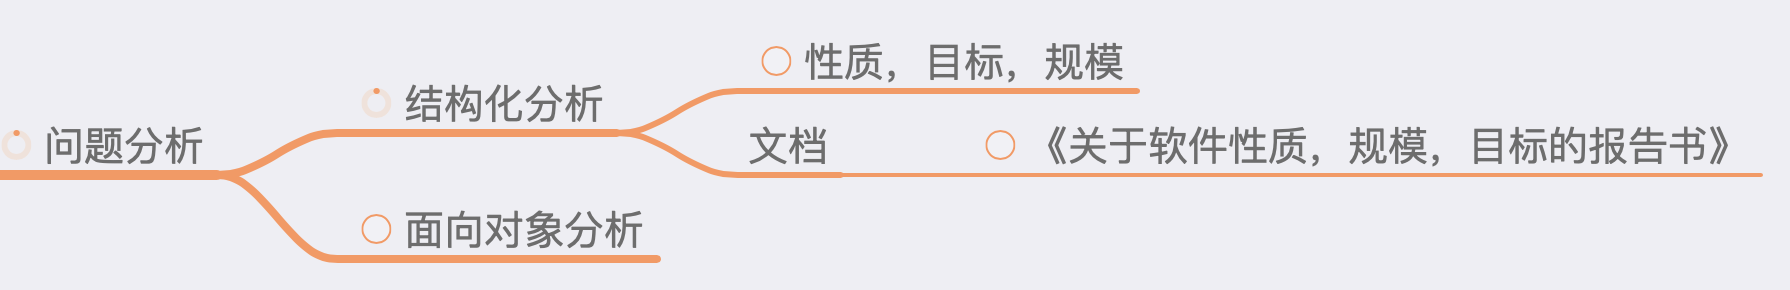 性质，目标，规模
结构化分析
问题分析
文档
《关于软件性质，规模，目标的报告书》
面向对象分析